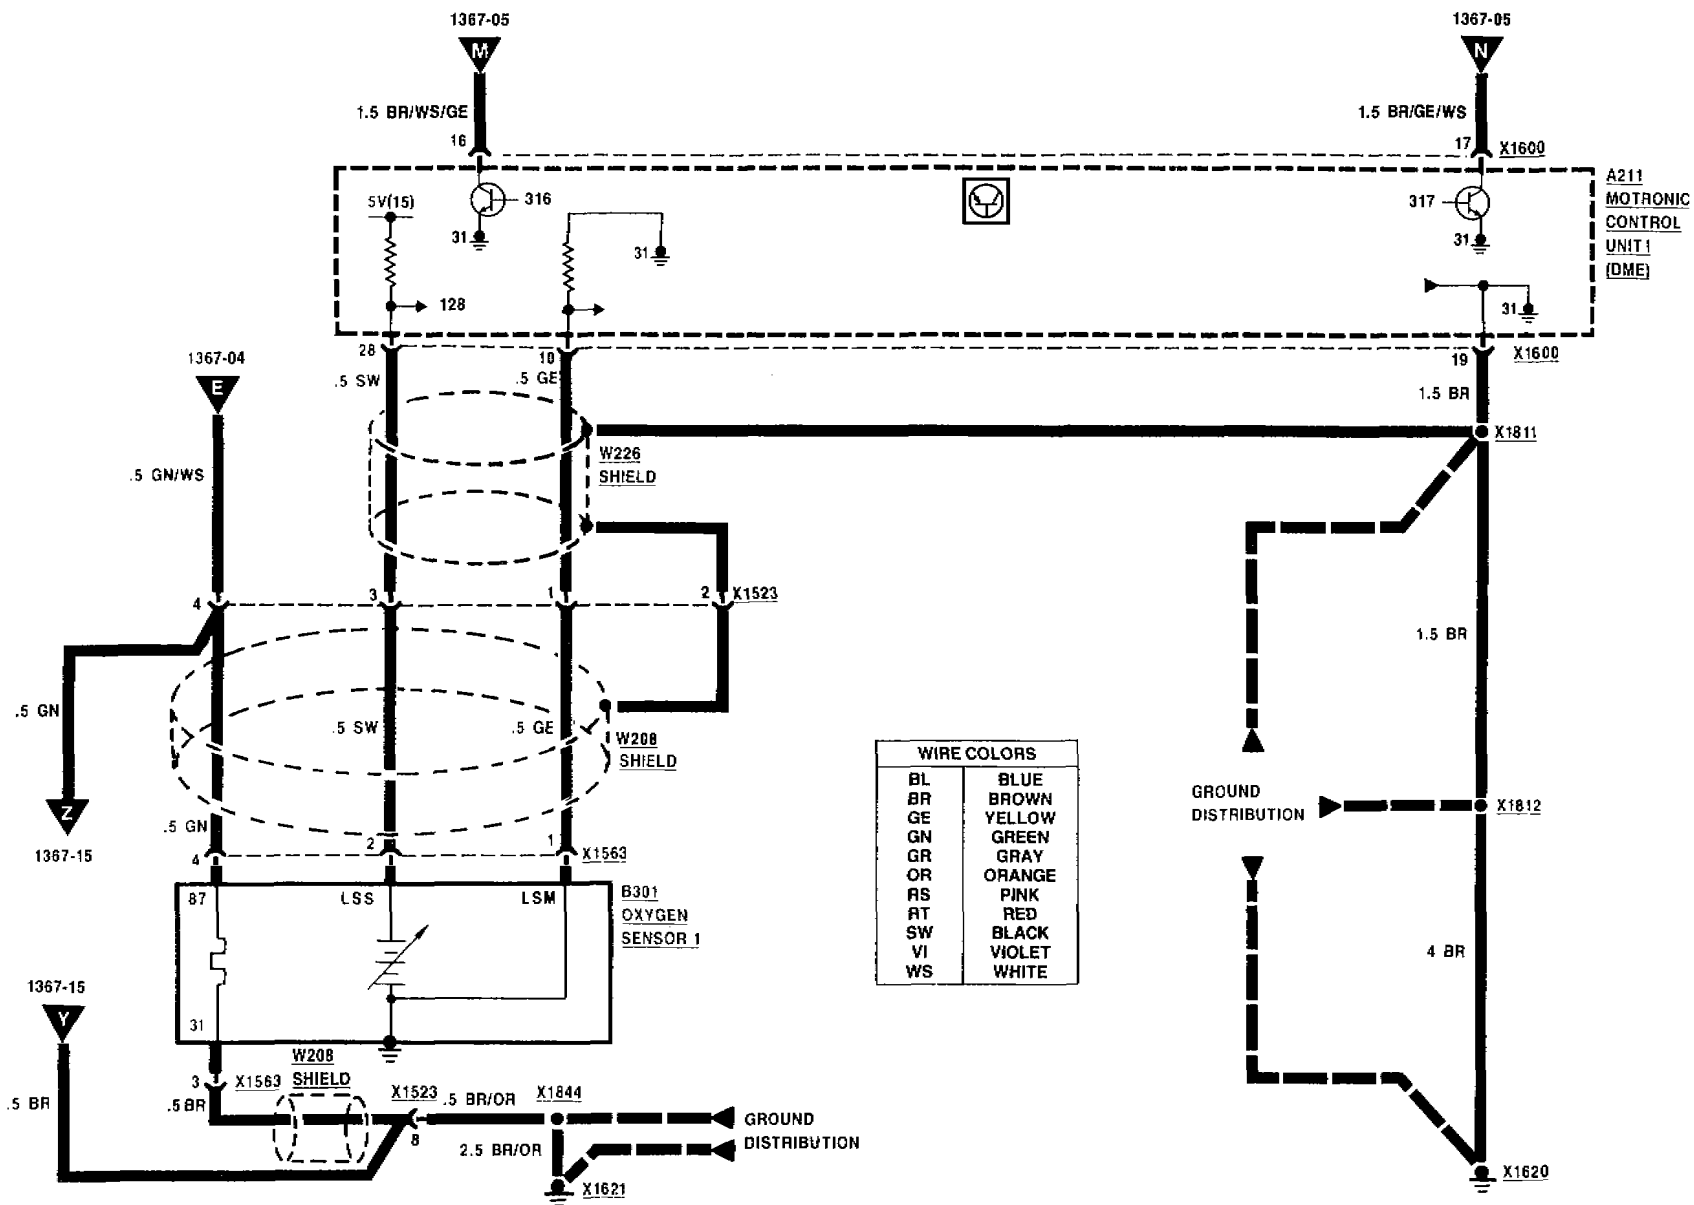 1367-05
1367-05
M
N
1.5 BR/WS/GE
1.5 BR/GE/WS
16
17
X1600
A211
MOTRONIC
CONTROL
UNIT 1
(DME)
5V(15)
316
317
31
31
31
128
31
28
10
19
X1600
1367-04
E
.5 SW
.5 GE
1.5 BR
X1811
W226
SHIELD
.5 GN/WS
4
3
1
2
X1523
1.5 BR
.5 GN
.5 SW
.5 GE
W208
SHIELD
Z
1367-15
.5 GN
4
2
1
X1563
WIRE COLORS
BL BLUE
BR BROWN
GE YELLOW
GN GREEN
GR GRAY
OR ORANGE
RS PINK
RT RED
SW BLACK
VI VIOLET
WS WHITE
GROUND
DISTRIBUTION
X1812
87
LSS
LSM
B301
OXYGEN
SENSOR 1
4 BR
1367-15
Y
31
W208
SHIELD
3
X1563
.5 BR
.5 BR
X1523
8
.5 BR/OR
X1844
GROUND
DISTRIBUTION
2.5 BR/OR
X1621
X1620